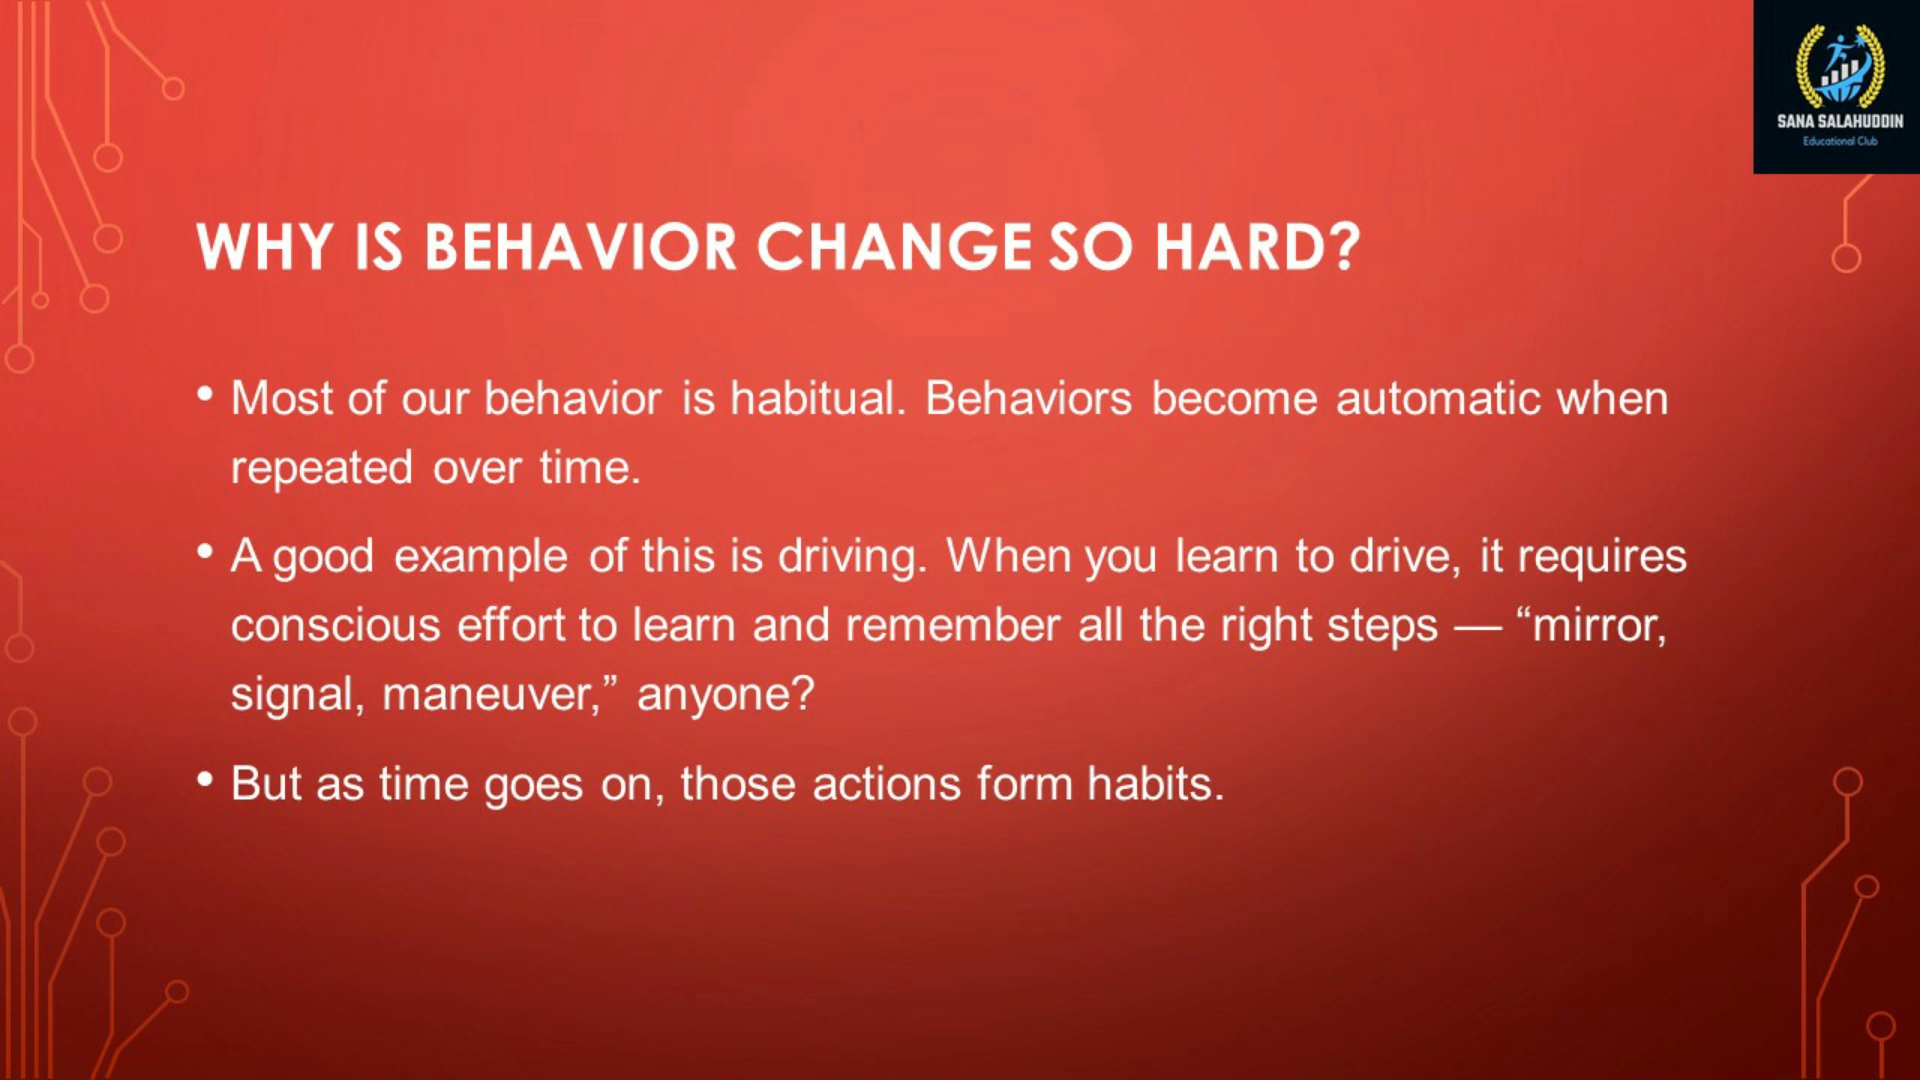 SANA SALAHUDDIN
Educational Club
WHY IS BEHAVIOR CHANGE SO HARD?
• Most of our behavior is habitual. Behaviors become automatic when
repeated over time.
• A good example of this is driving. When you learn to drive, it requires
conscious effort to learn and remember all the right steps — “mirror,
signal, maneuver,” anyone?
• But as time goes on, those actions form habits.